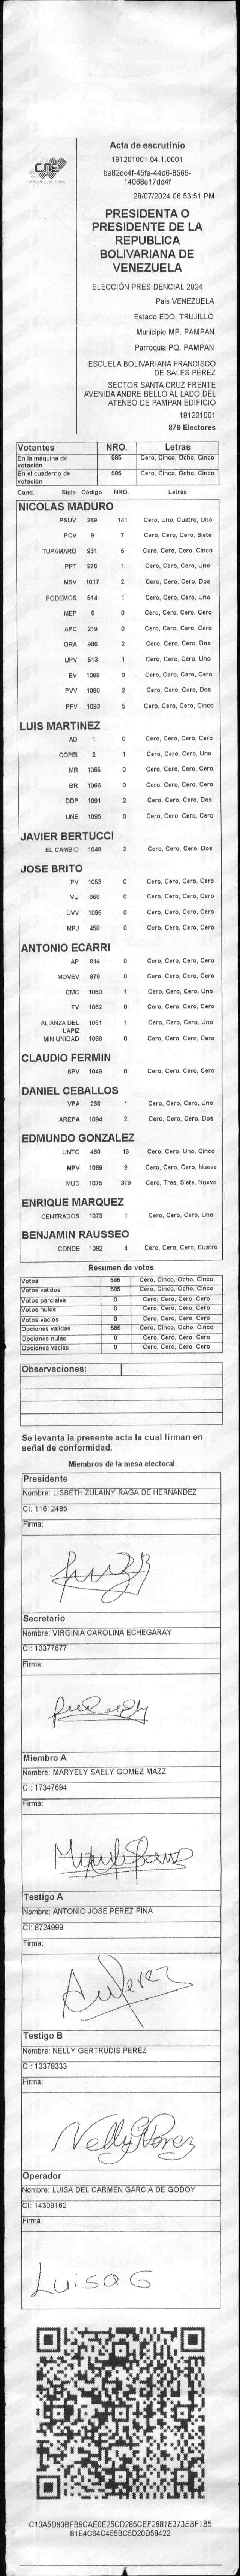 CNE
Acta de escrutinio
191201001.04.1.0001
ba82ec4f-45fa-44d6-8565-
14068e17dd4f
28/07/2024 06:53:51 PM
PRESIDENTA O
PRESIDENTE DE LA
REPUBLICA
BOLIVARIANA DE
VENEZUELA
ELECCIÓN PRESIDENCIAL 2024
Pais VENEZUELA
Estado EDO. TRUJILLO
Municipio MP. PAMPAN
Parroquia PQ. PAMPAN
ESCUELA BOLIVARIANA FRANCISCO
DE SALES PÉREZ
SECTOR SANTA CRUZ FRENTE
AVENIDA ANDRE BELLO AL LADO DEL
ATENEO DE PAMPAN EDIFICIO
191201001
879 Electores
Votantes NRO. Letras
En la máquina de votación 585 Cero, Cinco, Ocho, Cinco
En el cuaderno de votación 585 Cero, Cinco, Ocho, Cinco
Cand. Sigla Código NRO. Letras
NICOLAS MADURO
PSUV 269 141 Cero, Uno, Cuatro, Uno
PCV 9 7 Cero, Cero, Cero, Siete
TUPAMARO 931 5 Cero, Cero, Cero, Cinco
PPT 276 1 Cero, Cero, Cero, Uno
MSV 1017 2 Cero, Cero, Cero, Dos
PODEMOS 514 1 Cero, Cero, Cero, Uno
MEP 6 0 Cero, Cero, Cero, Cero
APC 219 0 Cero, Cero, Cero, Cero
ORA 906 2 Cero, Cero, Cero, Dos
UPV 513 1 Cero, Cero, Cero, Uno
EV 1089 0 Cero, Cero, Cero, Cero
PVV 1090 2 Cero, Cero, Cero, Dos
PFV 1093 5 Cero, Cero, Cero, Cinco
LUIS MARTINEZ
AD 1 0 Cero, Cero, Cero, Cero
COPEI 2 1 Cero, Cero, Cero, Uno
MR 1065 0 Cero, Cero, Cero, Cero
BR 1066 0 Cero, Cero, Cero, Cero
DDP 1091 2 Cero, Cero, Cero, Dos
UNE 1095 0 Cero, Cero, Cero, Cero
JAVIER BERTUCCI
EL CAMBIO 1048 2 Cero, Cero, Cero, Dos
JOSE BRITO
PV 1053 0 Cero, Cero, Cero, Cero
VU 868 0 Cero, Cero, Cero, Cero
UVV 1096 0 Cero, Cero, Cero, Cero
MPJ 458 0 Cero, Cero, Cero, Cero
ANTONIO ECARRI
AP 814 0 Cero, Cero, Cero, Cero
MOVEV 879 0 Cero, Cero, Cero, Cero
CMC 1050 1 Cero, Cero, Cero, Uno
FV 1062 0 Cero, Cero, Cero, Cero
ALIANZA DEL LAPIZ 1051 1 Cero, Cero, Cero, Uno
MIN UNIDAD 1068 0 Cero, Cero, Cero, Cero
CLAUDIO FERMIN
SPV 1049 0 Cero, Cero, Cero, Cero
DANIEL CEBALLOS
VPA 236 1 Cero, Cero, Cero, Uno
AREPA 1094 2 Cero, Cero, Cero, Dos
EDMUNDO GONZALEZ
UNTC 460 15 Cero, Cero, Uno, Cinco
MPV 1069 9 Cero, Cero, Cero, Nueve
MUD 1075 379 Cero, Tres, Siete, Nueve
ENRIQUE MARQUEZ
CENTRADOS 1073 1 Cero, Cero, Cero, Uno
BENJAMIN RAUSSEO
CONDE 1092 4 Cero, Cero, Cero, Cuatro
Resumen de votos
Votos 585 Cero, Cinco, Ocho, Cinco
Votos válidos 585 Cero, Cinco, Ocho, Cinco
Votos parciales 0 Cero, Cero, Cero, Cero
Votos nulos 0 Cero, Cero, Cero, Cero
Votos vacíos 0 Cero, Cero, Cero, Cero
Opciones validas 585 Cero, Cinco, Ocho, Cinco
Opciones nulas 0 Cero, Cero, Cero, Cero
Opciones vacías 0 Cero, Cero, Cero, Cero
Observaciones:
Se levanta la presente acta la cual firman en
señal de conformidad.
Miembros de la mesa electoral
Presidente
Nombre: LISBETH ZULAINY RAGA DE HERNANDEZ
CI: 11612485
Firma:
Secretario
Nombre: VIRGINIA CAROLINA ECHEGARAY
CI: 13377677
Firma:
Miembro A
Nombre: MARYELY SAELY GOMEZ MAZZ
CI: 17347694
Firma:
Testigo A
Nombre: ANTONIO JOSE PEREZ PIÑA
CI: 8724999
Firma:
Testigo B
Nombre: NELLY GERTRUDIS PEREZ
CI: 13378333
Firma:
Nelly Perez
Operador
Nombre: LUISA DEL CARMEN GARCIA DE GODOY
CI: 14309162
Firma:
Luisa G
C10A5D83BFB9CAE0E25CD285CEF2881E373EBF1B5
81E4C64C455BC5D20D58422